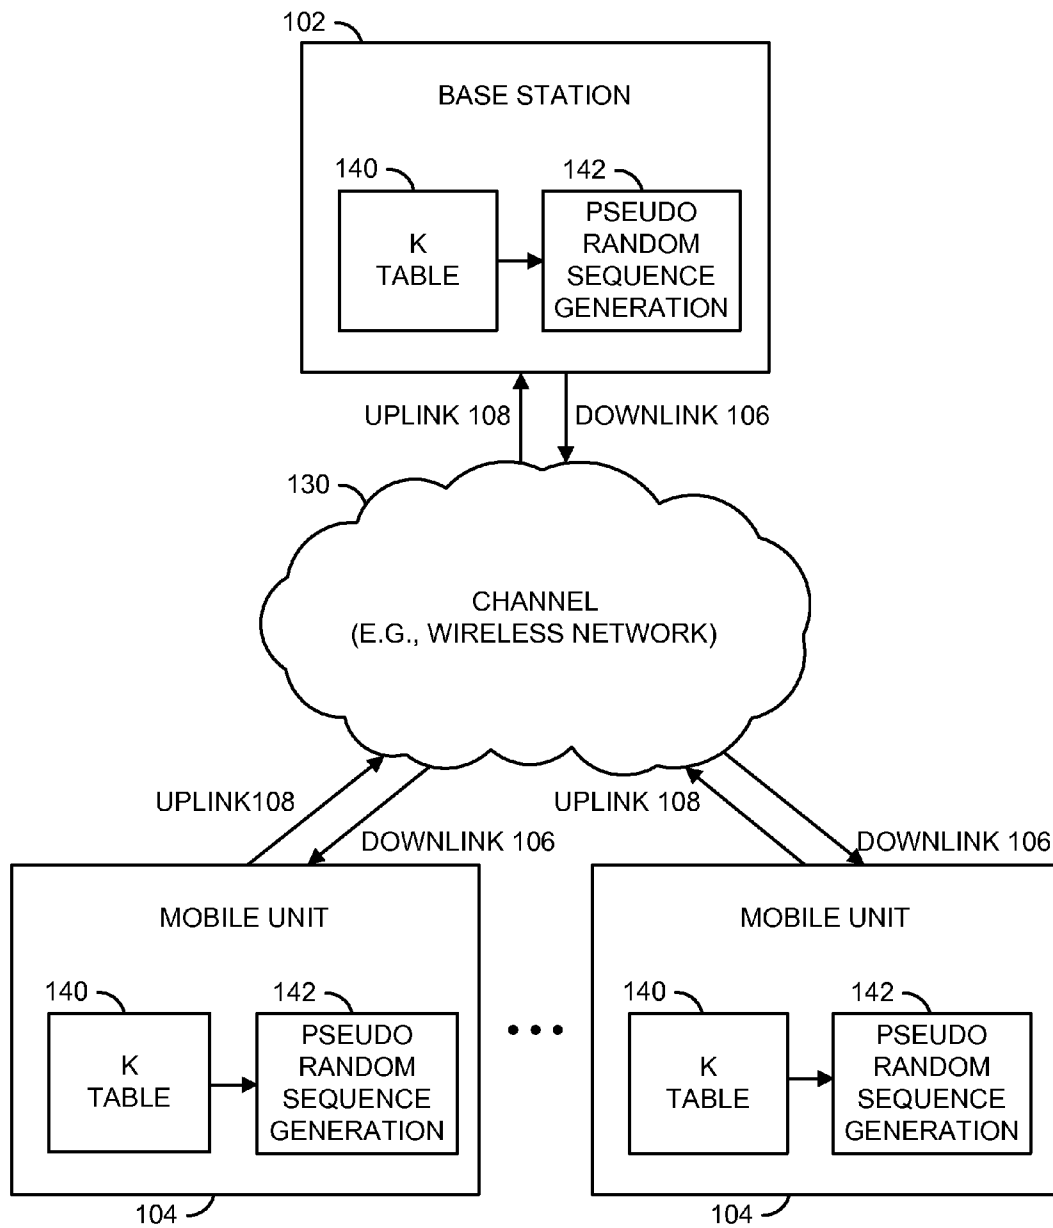 102
BASE STATION
140
142
K
TABLE
PSEUDO
RANDOM
SEQUENCE
GENERATION
UPLINK 108
DOWNLINK 106
130
CHANNEL
(E.G., WIRELESS NETWORK)
UPLINK108
DOWNLINK 106
UPLINK 108
DOWNLINK 106
MOBILE UNIT
140
142
K
TABLE
PSEUDO
RANDOM
SEQUENCE
GENERATION
104
MOBILE UNIT
140
142
K
TABLE
PSEUDO
RANDOM
SEQUENCE
GENERATION
104